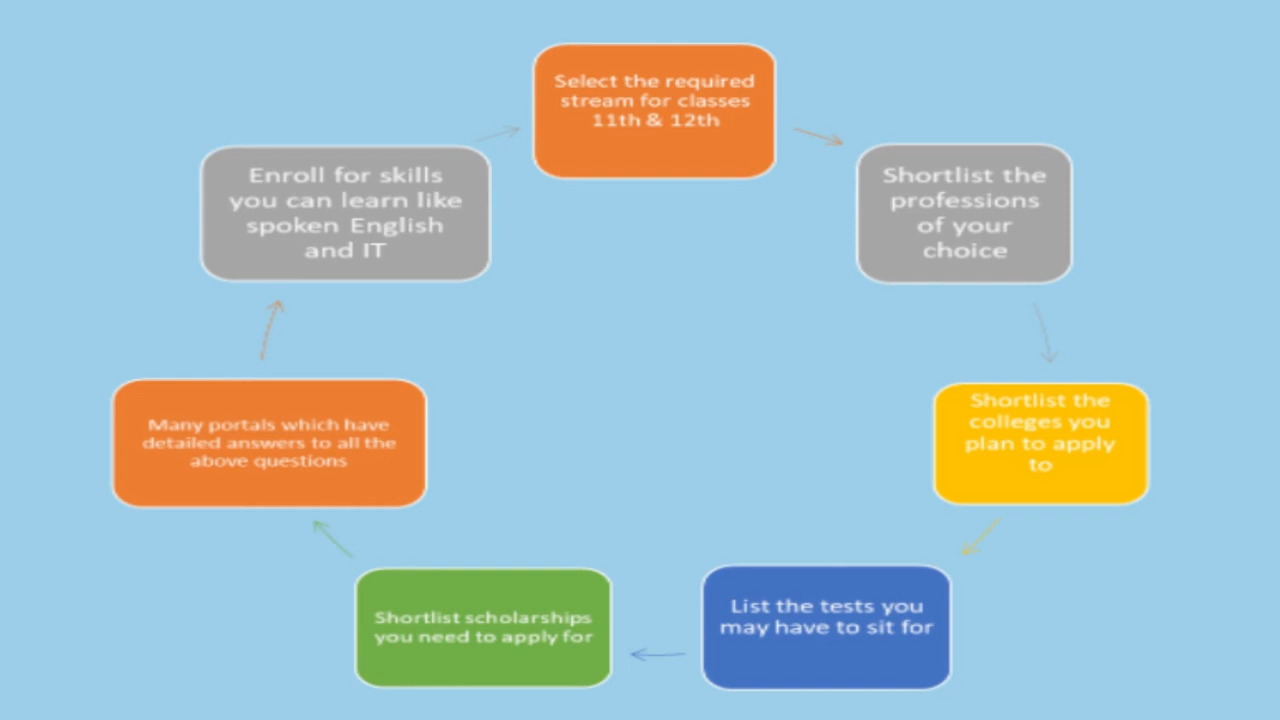 Select the required
stream for classes
11th & 12th
Shortlist the
professions
of your
choice
Shortlist the
colleges you
plan to apply
to
List the tests you
may have to sit for
Shortlist scholarships
you need to apply for
Many portals which have
detailed answers to all the
above questions
Enroll for skills
you can learn like
spoken English
and IT